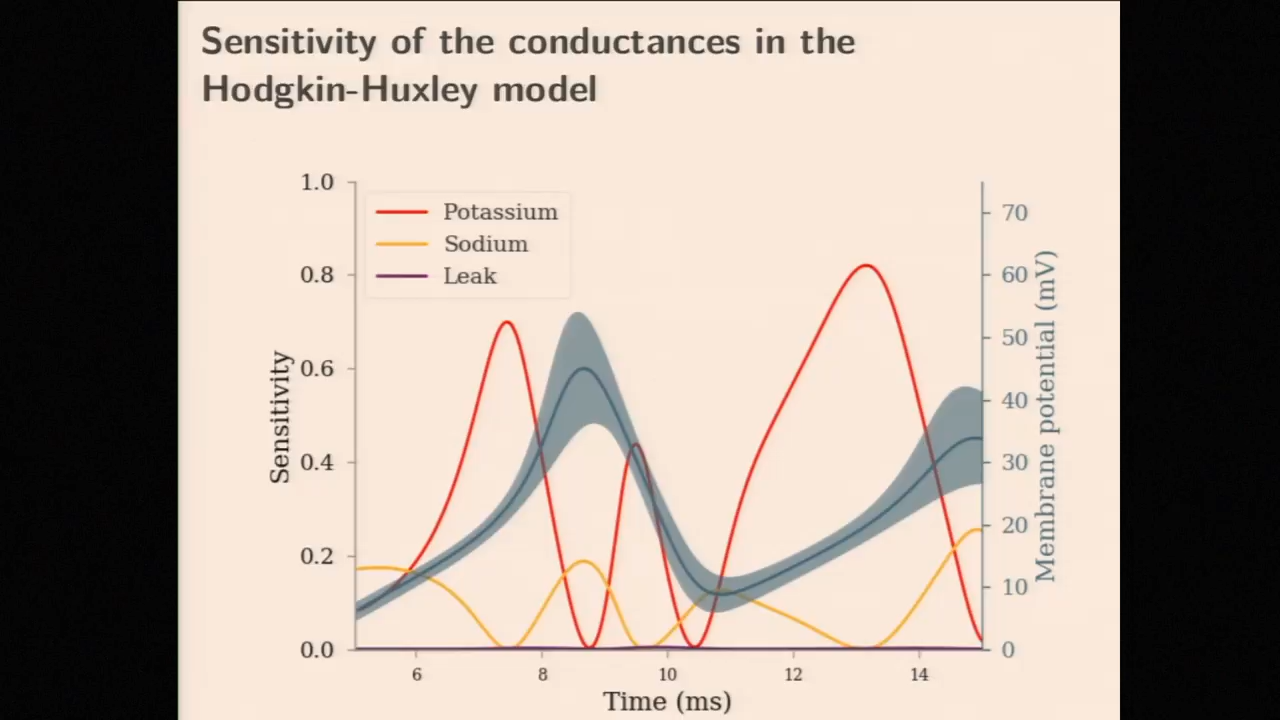 Sensitivity of the conductances in the
Hodgkin-Huxley model
1.0
0.8
0.6
0.4
0.2
0.0
Sensitivity
Potassium
Sodium
Leak
70
60
50
40
30
20
10
0
Membrane potential (mV)
6 8 10 12 14
Time (ms)